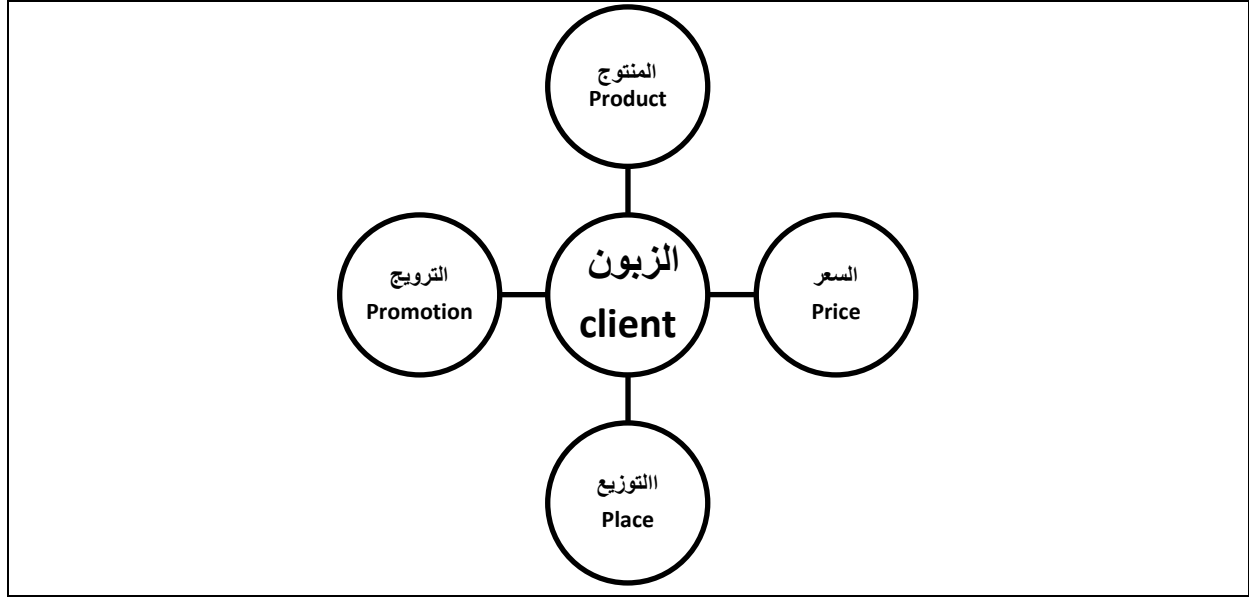 المنتوج
Product
الترويج
Promotion
الزبون
client
السعر
Price
االتوزيع
Place